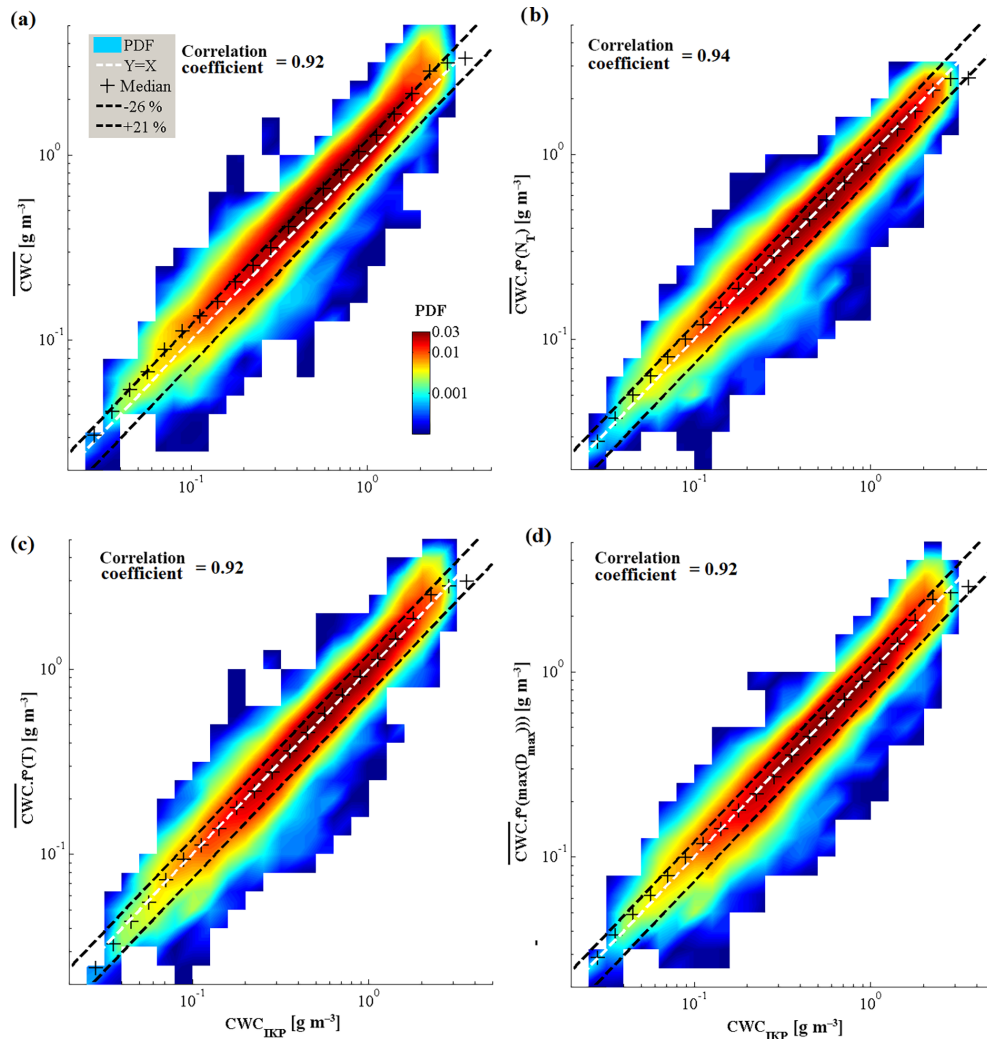 (a)
PDF
Y=X
Median
-26 %
+21 %
Correlation
coefficient = 0.92
CWC [g m⁻³]
10⁰
10⁻¹
PDF
0.03
0.01
0.001
10⁻¹ 10⁰
(b)
Correlation
coefficient = 0.94
CWC.f°(N_T) [g m⁻³]
10⁰
10⁻¹
10⁻¹ 10⁰
(c)
Correlation
coefficient = 0.92
CWC.f°(T) [g m⁻³]
10⁰
10⁻¹
10⁻¹ 10⁰
CWC_IKP [g m⁻³]
(d)
Correlation
coefficient = 0.92
CWC.f°(max(D_max))) [g m⁻³]
10⁰
10⁻¹
10⁻¹ 10⁰
CWC_IKP [g m⁻³]